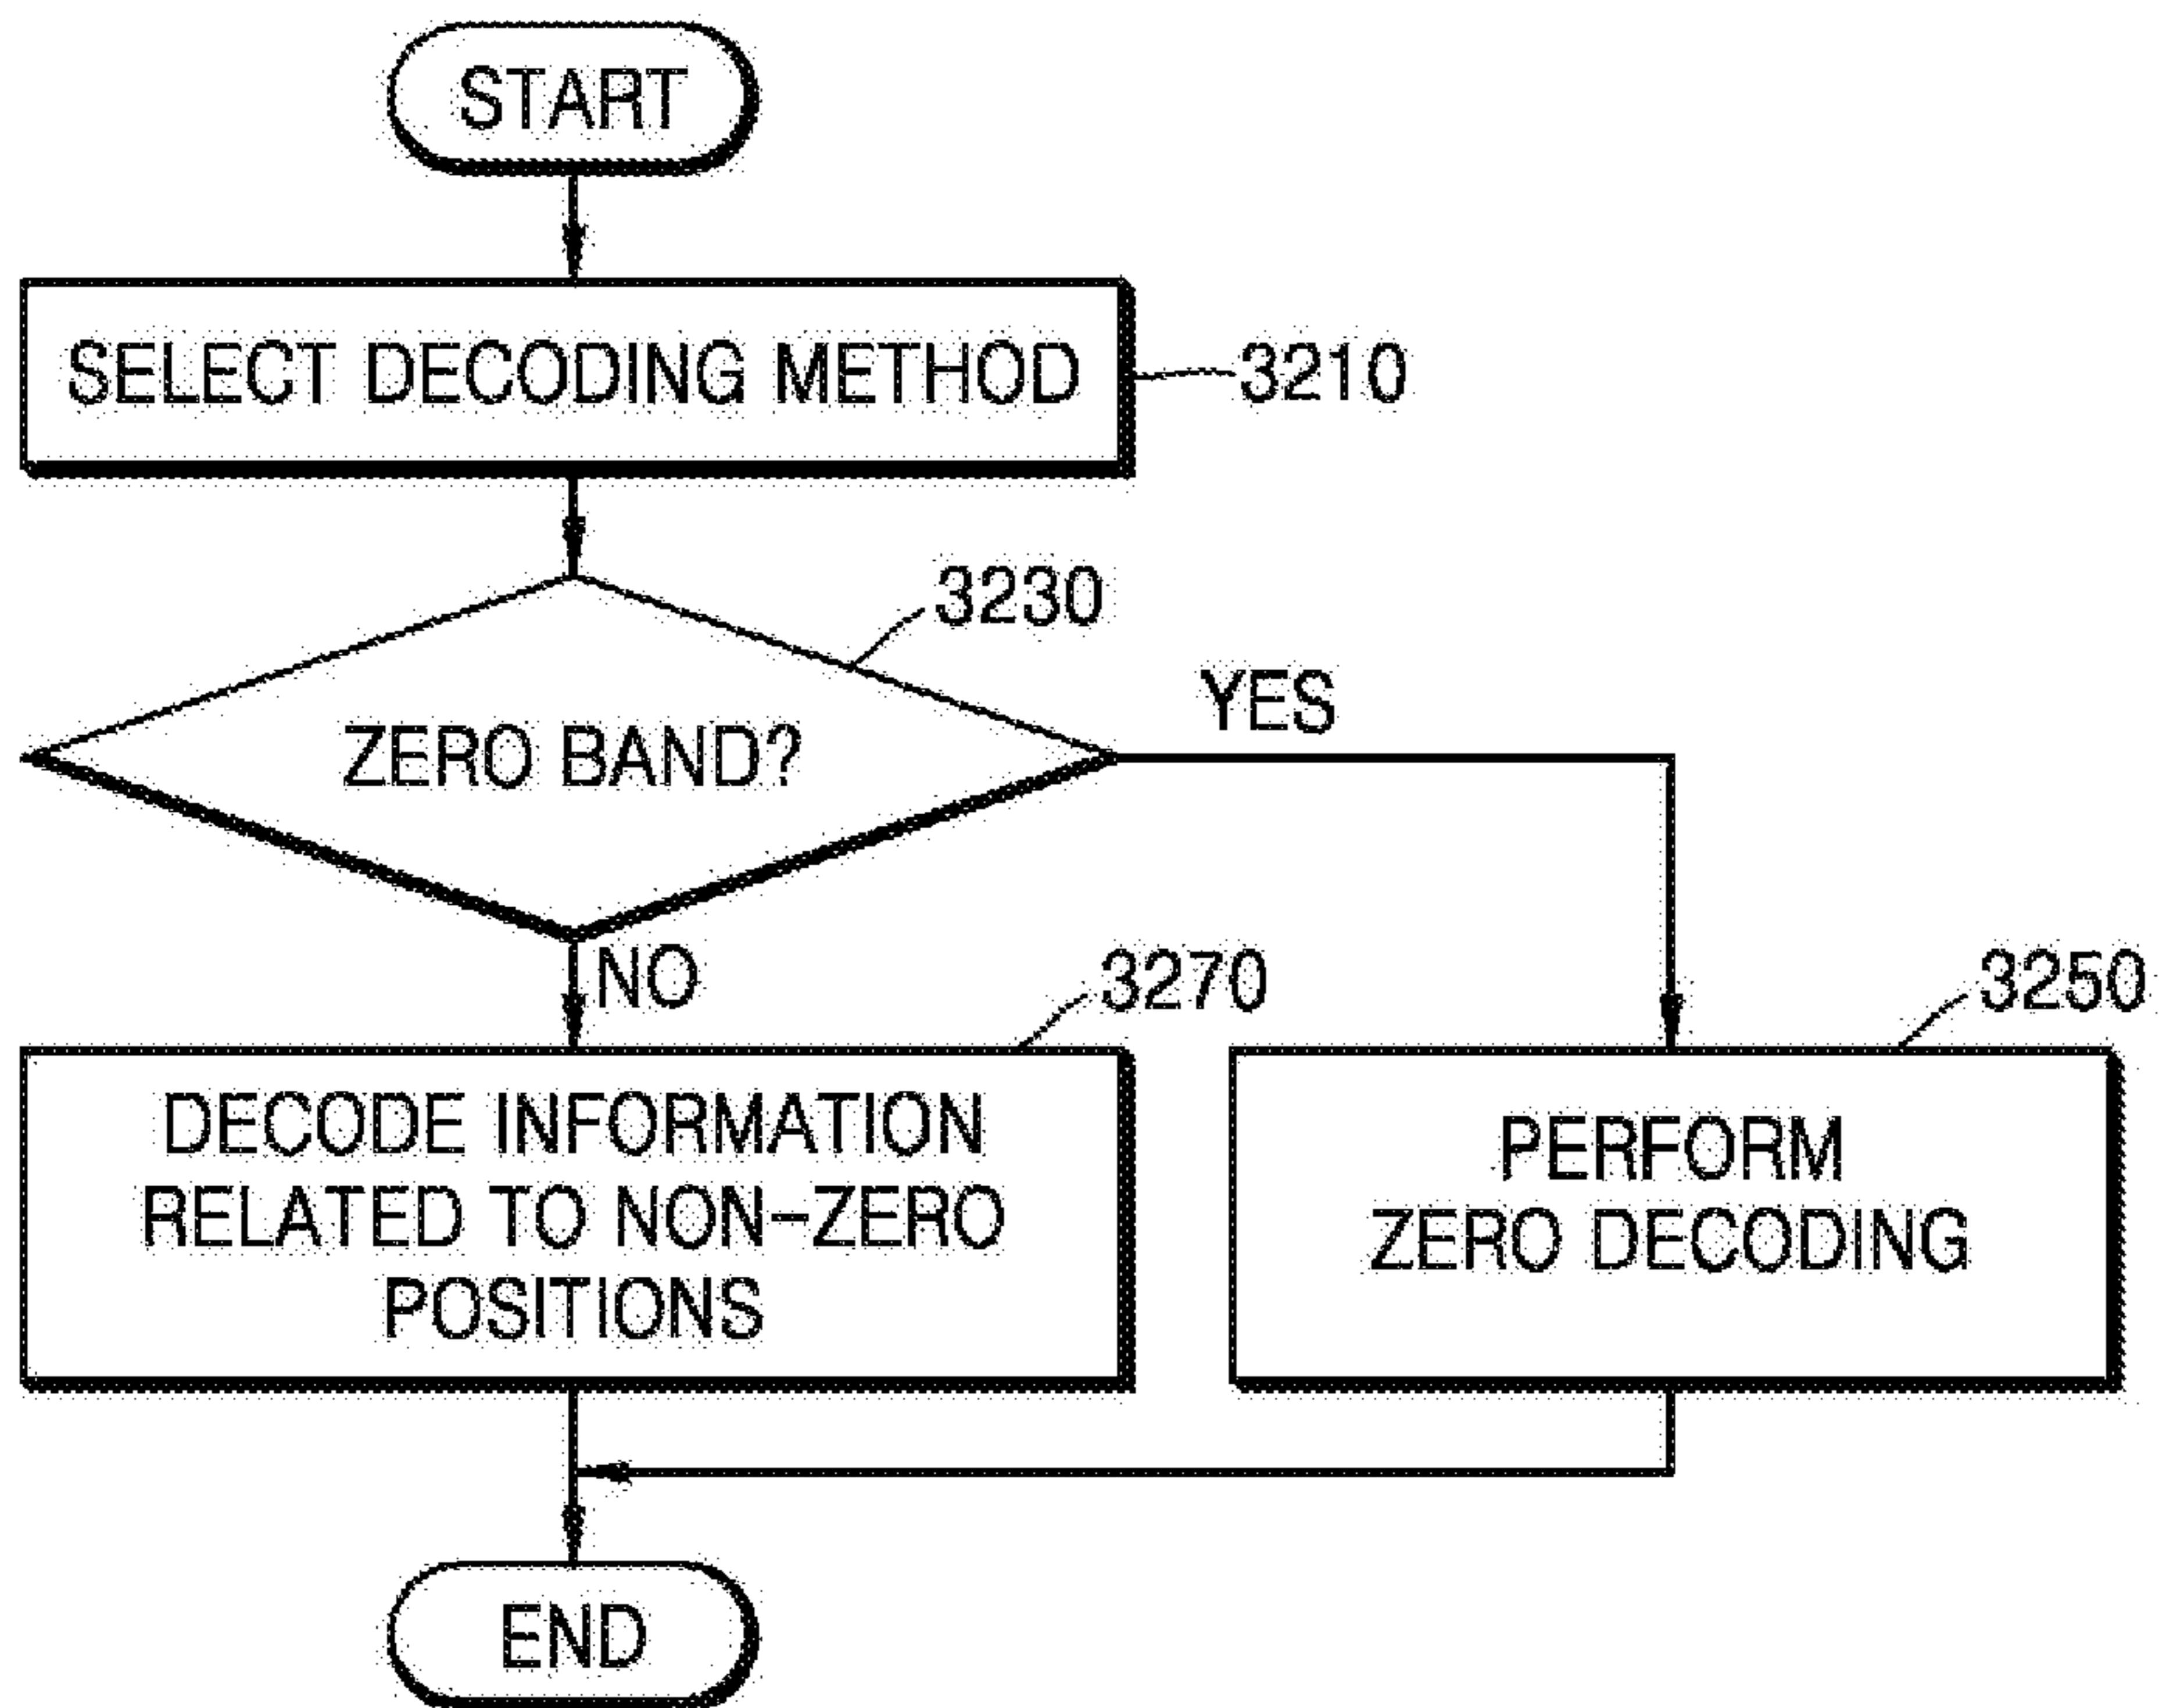 START
SELECT DECODING METHOD
3210
3230
ZERO BAND?
YES
NO
3270
3250
DECODE INFORMATION
RELATED TO NON-ZERO
POSITIONS
PERFORM
ZERO DECODING
END